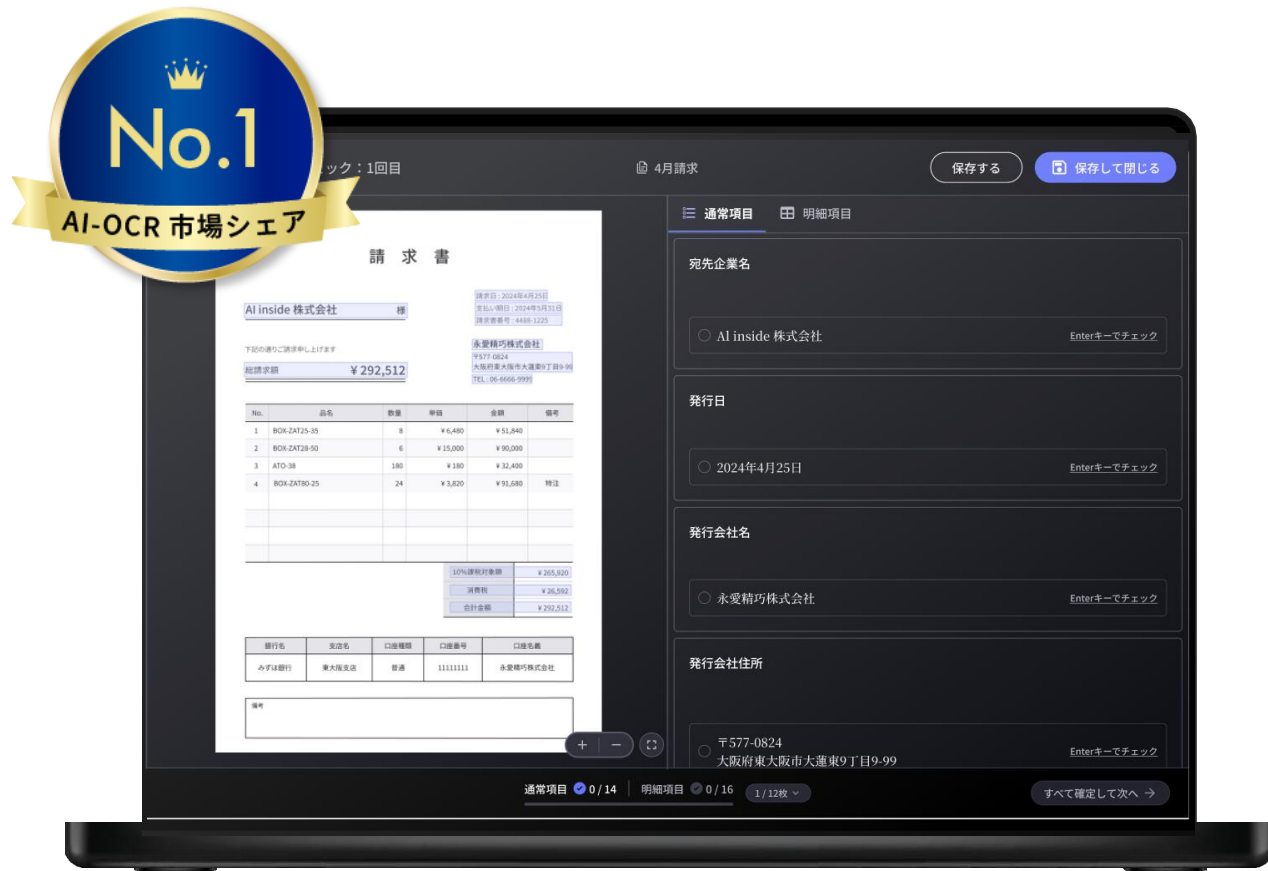 No.1
AI-OCR 市場シェア
ック：1回目
4月請求
保存する
保存して閉じる
請 求 書
AI inside 株式会社 様
請求日 : 2024年4月25日
支払い期日 : 2024年5月31日
請求書番号 : 4488-1225
下記の通りご請求申し上げます
総請求額 ¥ 292,512
永愛精巧株式会社
〒577-0824
大阪府東大阪市大蓮東9丁目9-99
TEL : 06-6666-9999
No. 品名 数量 単価 金額 備考
1 BOX-ZAT25-35 8 ¥ 6,480 ¥ 51,840
2 BOX-ZAT28-50 6 ¥ 15,000 ¥ 90,000
3 ATO-38 180 ¥ 180 ¥ 32,400
4 BOX-ZAT80-25 24 ¥ 3,820 ¥ 91,680 特注
10%課税対象額 ¥ 265,920
消費税 ¥ 26,592
合計金額 ¥ 292,512
銀行名 支店名 口座種類 口座番号 口座名義
みずほ銀行 東大阪支店 普通 11111111 永愛精巧株式会社
備考
通常項目 明細項目
宛先企業名
AI inside 株式会社 Enterキーでチェック
発行日
2024年4月25日 Enterキーでチェック
発行会社名
永愛精巧株式会社 Enterキーでチェック
発行会社住所
〒577-0824
大阪府東大阪市大蓮東9丁目9-99 Enterキーでチェック
通常項目 0 / 14 明細項目 0 / 16 1 / 12枚
すべて確定して次へ →